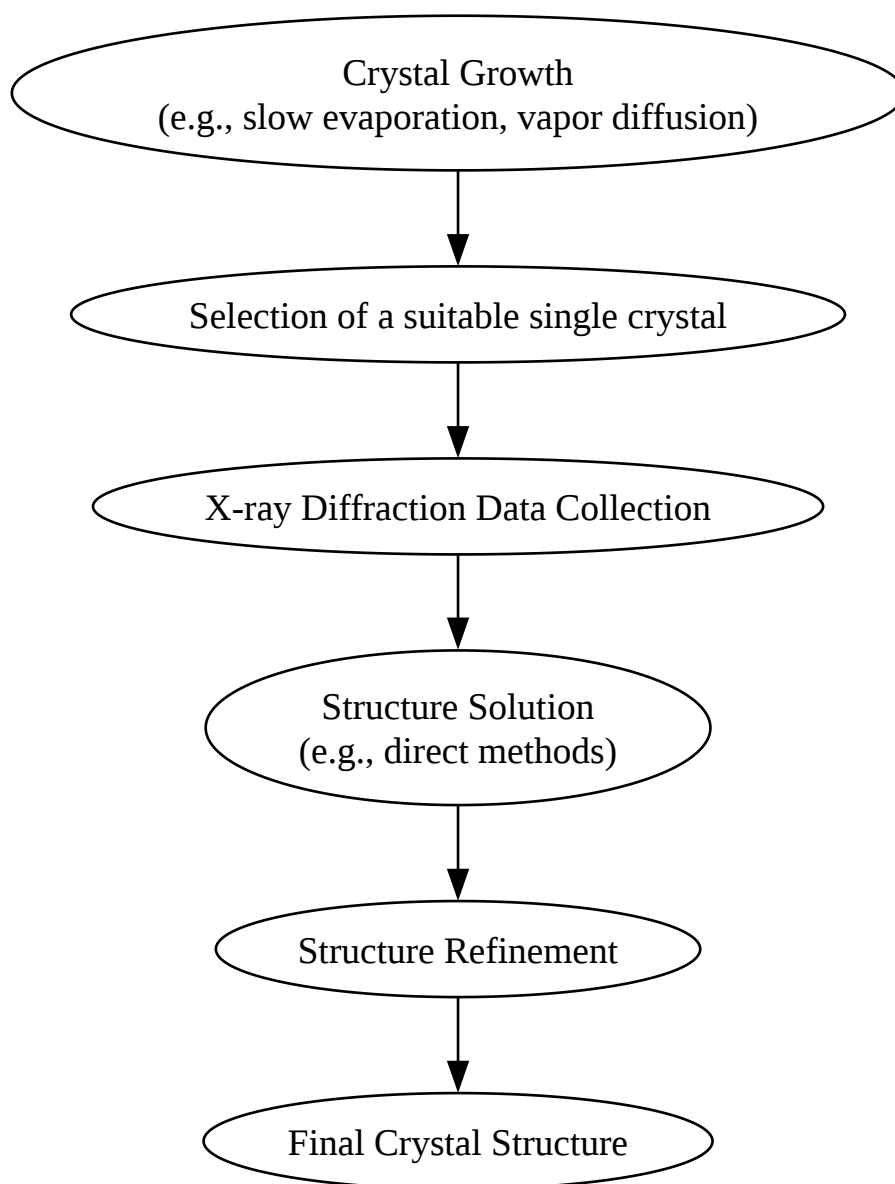 Crystal Growth
(e.g., slow evaporation, vapor diffusion)
Selection of a suitable single crystal
X-ray Diffraction Data Collection
Structure Solution
(e.g., direct methods)
Structure Refinement
Final Crystal Structure